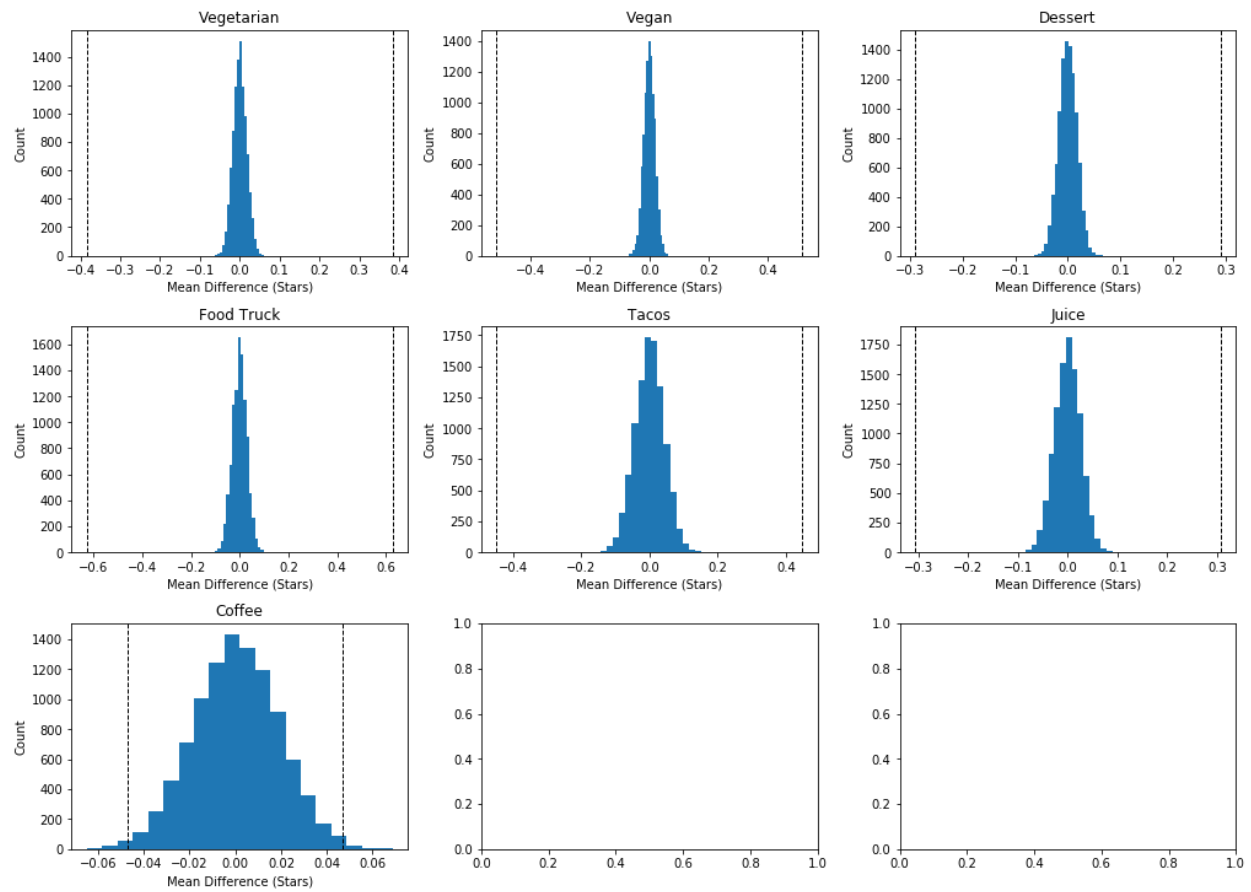 Vegetarian
1400
1200
1000
800
600
400
200
0
Count
−0.4 −0.3 −0.2 −0.1 0.0 0.1 0.2 0.3 0.4
Mean Difference (Stars)
Vegan
1400
1200
1000
800
600
400
200
0
Count
−0.4 −0.2 0.0 0.2 0.4
Mean Difference (Stars)
Dessert
1400
1200
1000
800
600
400
200
0
Count
−0.3 −0.2 −0.1 0.0 0.1 0.2 0.3
Mean Difference (Stars)
Food Truck
1600
1400
1200
1000
800
600
400
200
0
Count
−0.6 −0.4 −0.2 0.0 0.2 0.4 0.6
Mean Difference (Stars)
Tacos
1750
1500
1250
1000
750
500
250
0
Count
−0.4 −0.2 0.0 0.2 0.4
Mean Difference (Stars)
Juice
1750
1500
1250
1000
750
500
250
0
Count
−0.3 −0.2 −0.1 0.0 0.1 0.2 0.3
Mean Difference (Stars)
Coffee
1400
1200
1000
800
600
400
200
0
Count
−0.06 −0.04 −0.02 0.00 0.02 0.04 0.06
Mean Difference (Stars)
1.0
0.8
0.6
0.4
0.2
0.0
0.0 0.2 0.4 0.6 0.8 1.0
1.0
0.8
0.6
0.4
0.2
0.0
0.0 0.2 0.4 0.6 0.8 1.0